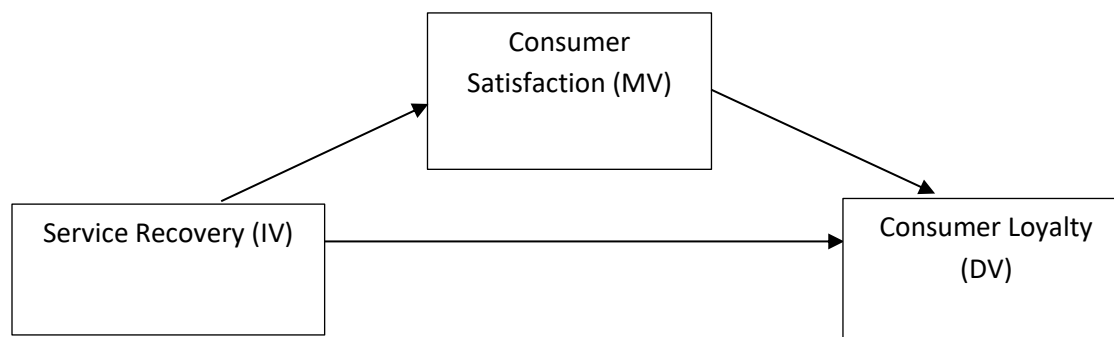 Consumer
Satisfaction (MV)
Service Recovery (IV)
Consumer Loyalty
(DV)